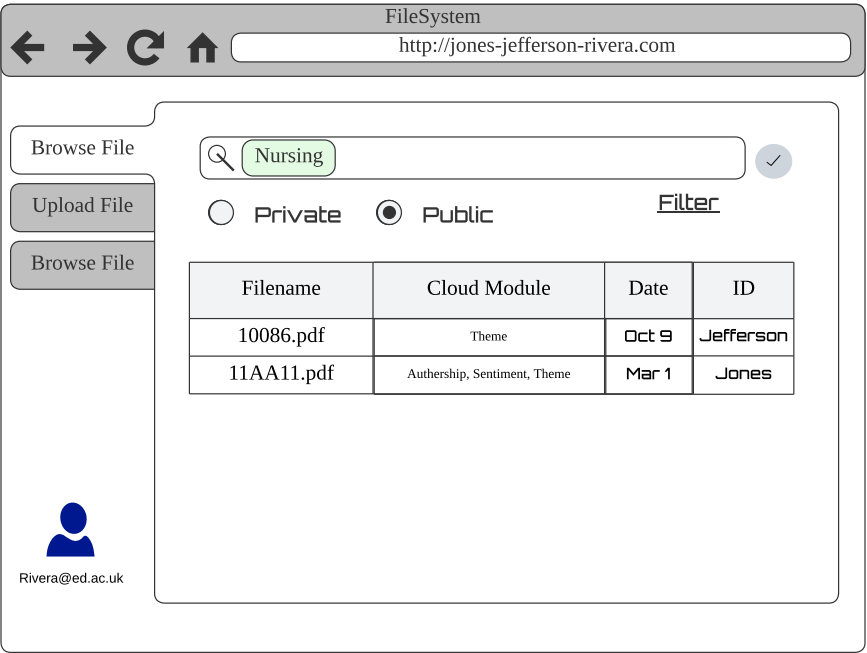 FileSystem
http://jones-jefferson-rivera.com
Browse File
Upload File
Browse File
Nursing
Private Public Filter
Filename Cloud Module Date ID
10086.pdf Theme Oct 9 Jefferson
11AA11.pdf Authership, Sentiment, Theme Mar 1 Jones
Rivera@ed.ac.uk